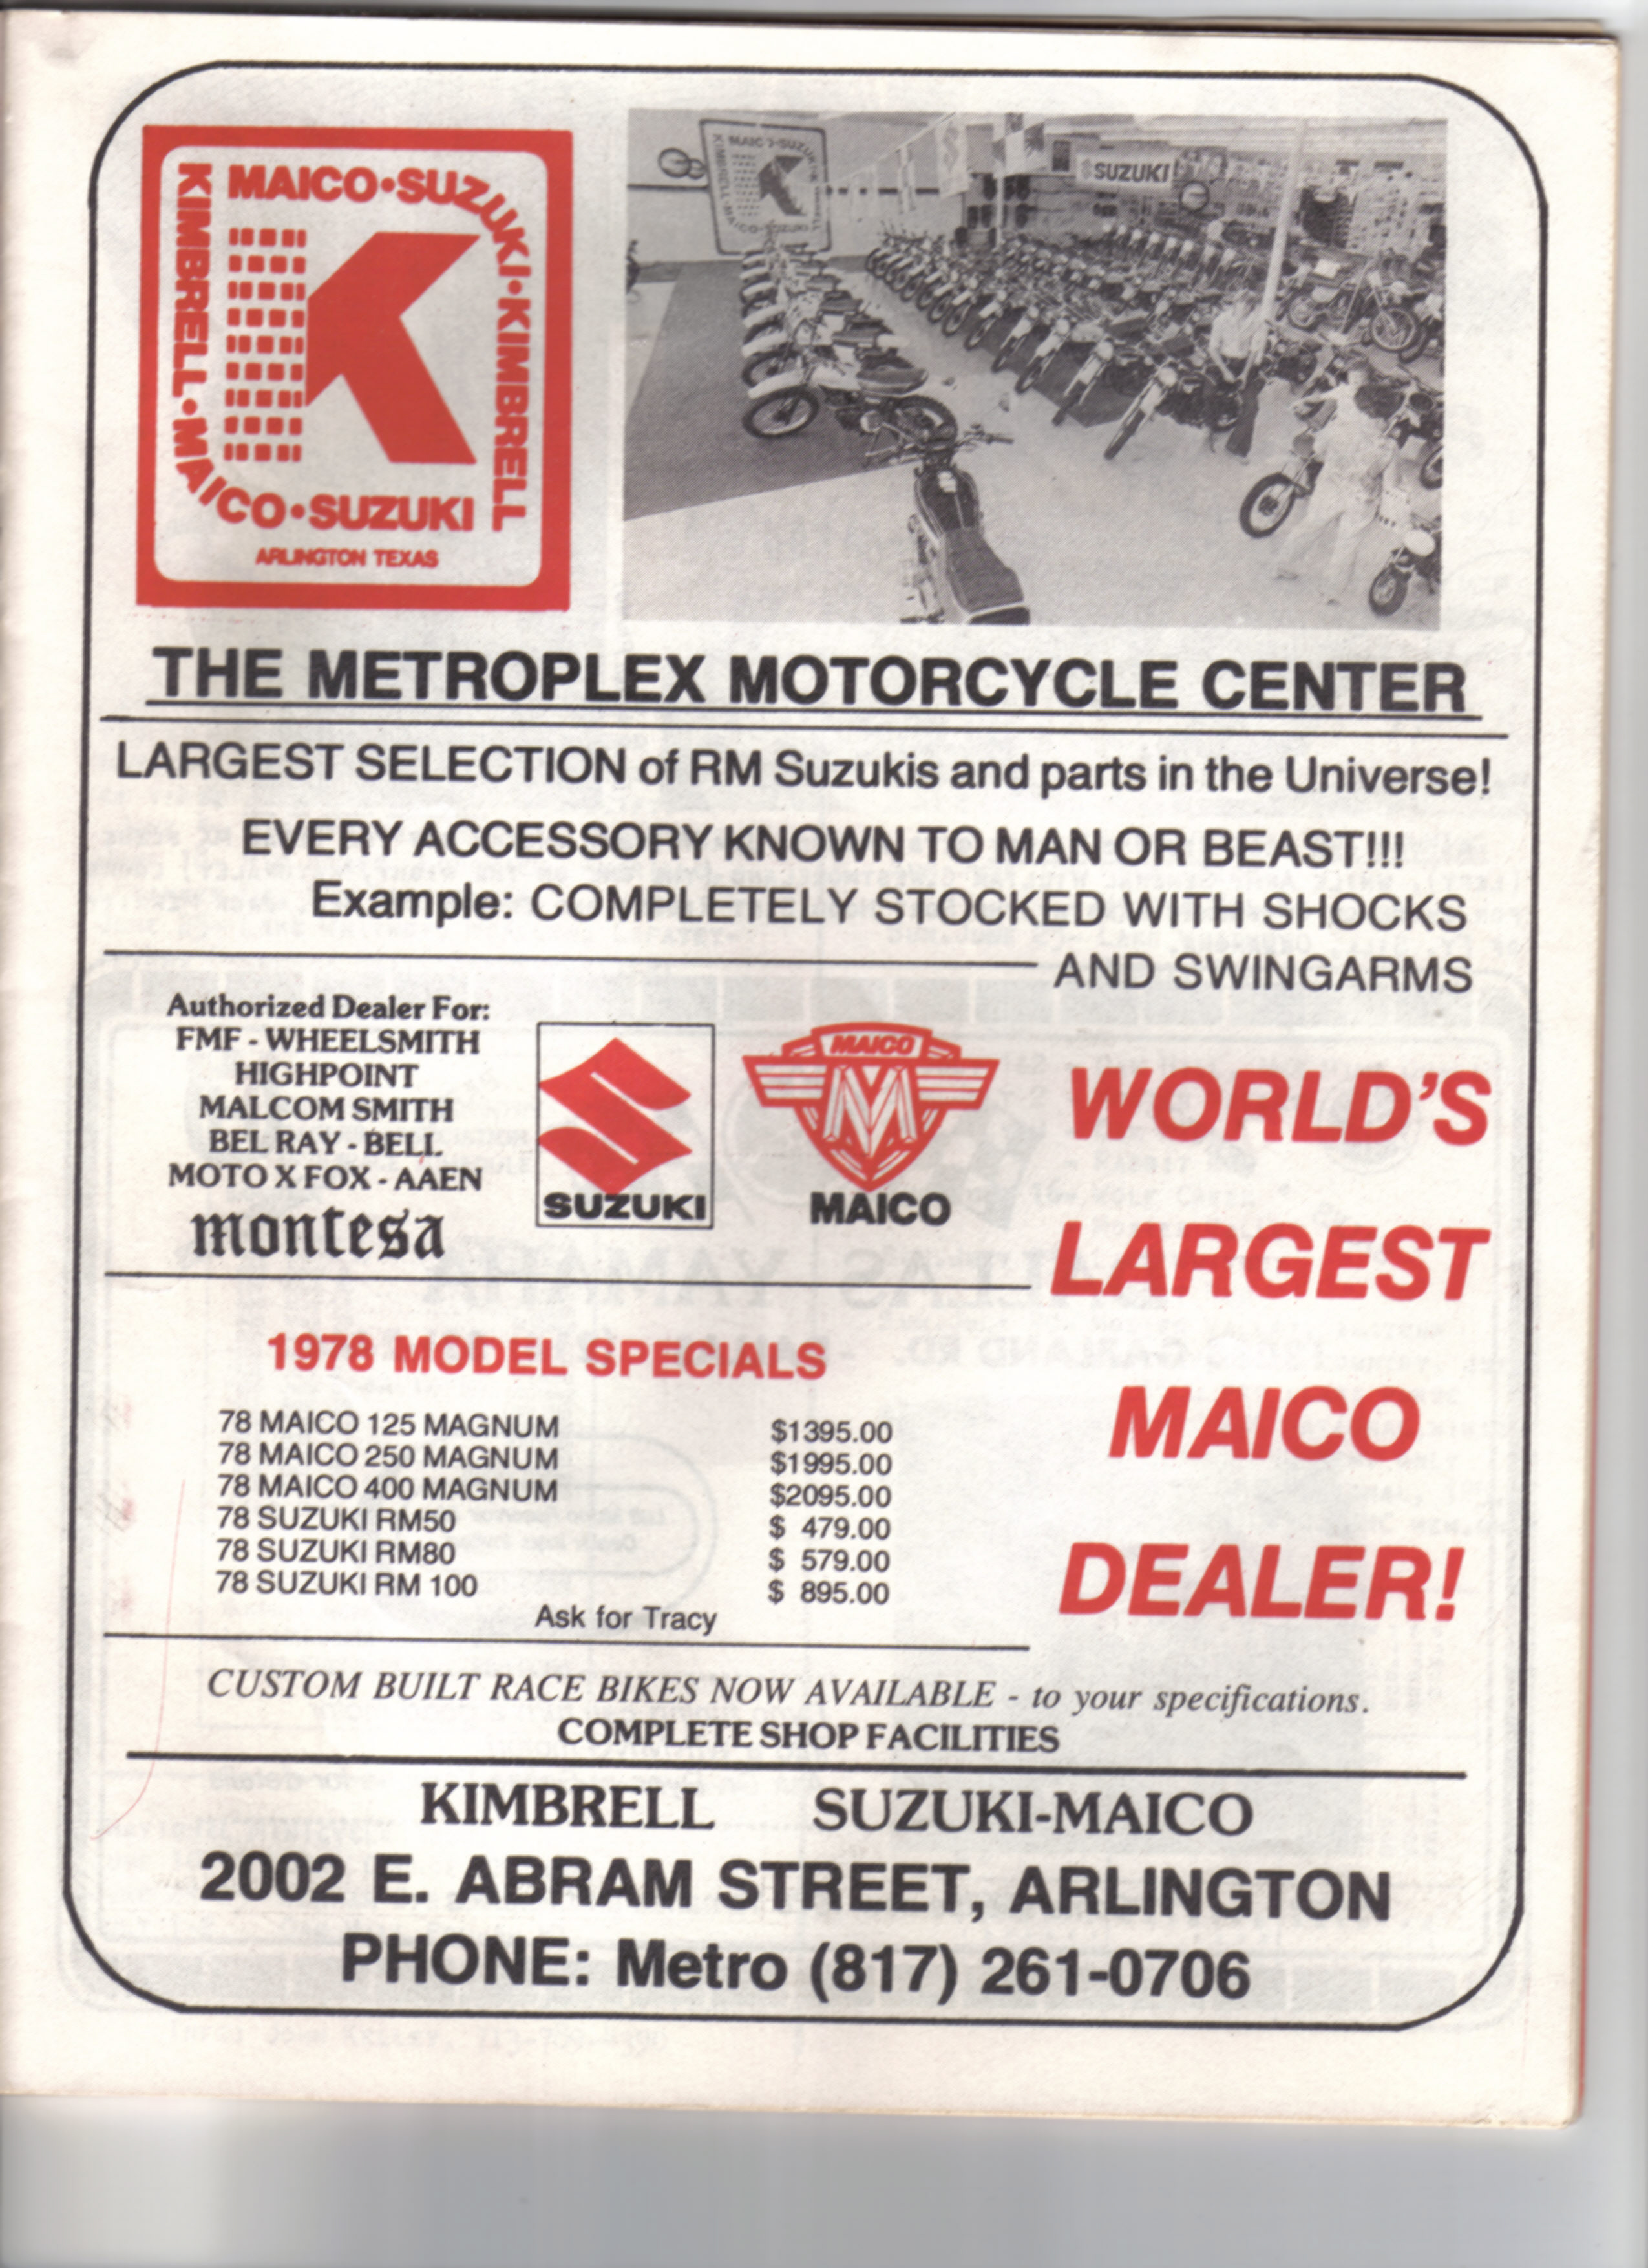 MAICO•SUZUKI•KIMBRELL
KIMBRELL•MAICO•SUZUKI
ARLINGTON TEXAS
MAICO•SUZUKI
KIMBRELL
SUZUKI
THE METROPLEX MOTORCYCLE CENTER
LARGEST SELECTION of RM Suzukis and parts in the Universe!
EVERY ACCESSORY KNOWN TO MAN OR BEAST!!!
Example: COMPLETELY STOCKED WITH SHOCKS
AND SWINGARMS
Authorized Dealer For:
FMF - WHEELSMITH
HIGHPOINT
MALCOM SMITH
BEL RAY - BELL
MOTO X FOX - AAEN
montesa
SUZUKI
MAICO
M
MAICO
WORLD'S
LARGEST
MAICO
DEALER!
1978 MODEL SPECIALS
78 MAICO 125 MAGNUM $1395.00
78 MAICO 250 MAGNUM $1995.00
78 MAICO 400 MAGNUM $2095.00
78 SUZUKI RM50 $ 479.00
78 SUZUKI RM80 $ 579.00
78 SUZUKI RM 100 $ 895.00
Ask for Tracy
CUSTOM BUILT RACE BIKES NOW AVAILABLE - to your specifications.
COMPLETE SHOP FACILITIES
KIMBRELL SUZUKI-MAICO
2002 E. ABRAM STREET, ARLINGTON
PHONE: Metro (817) 261-0706